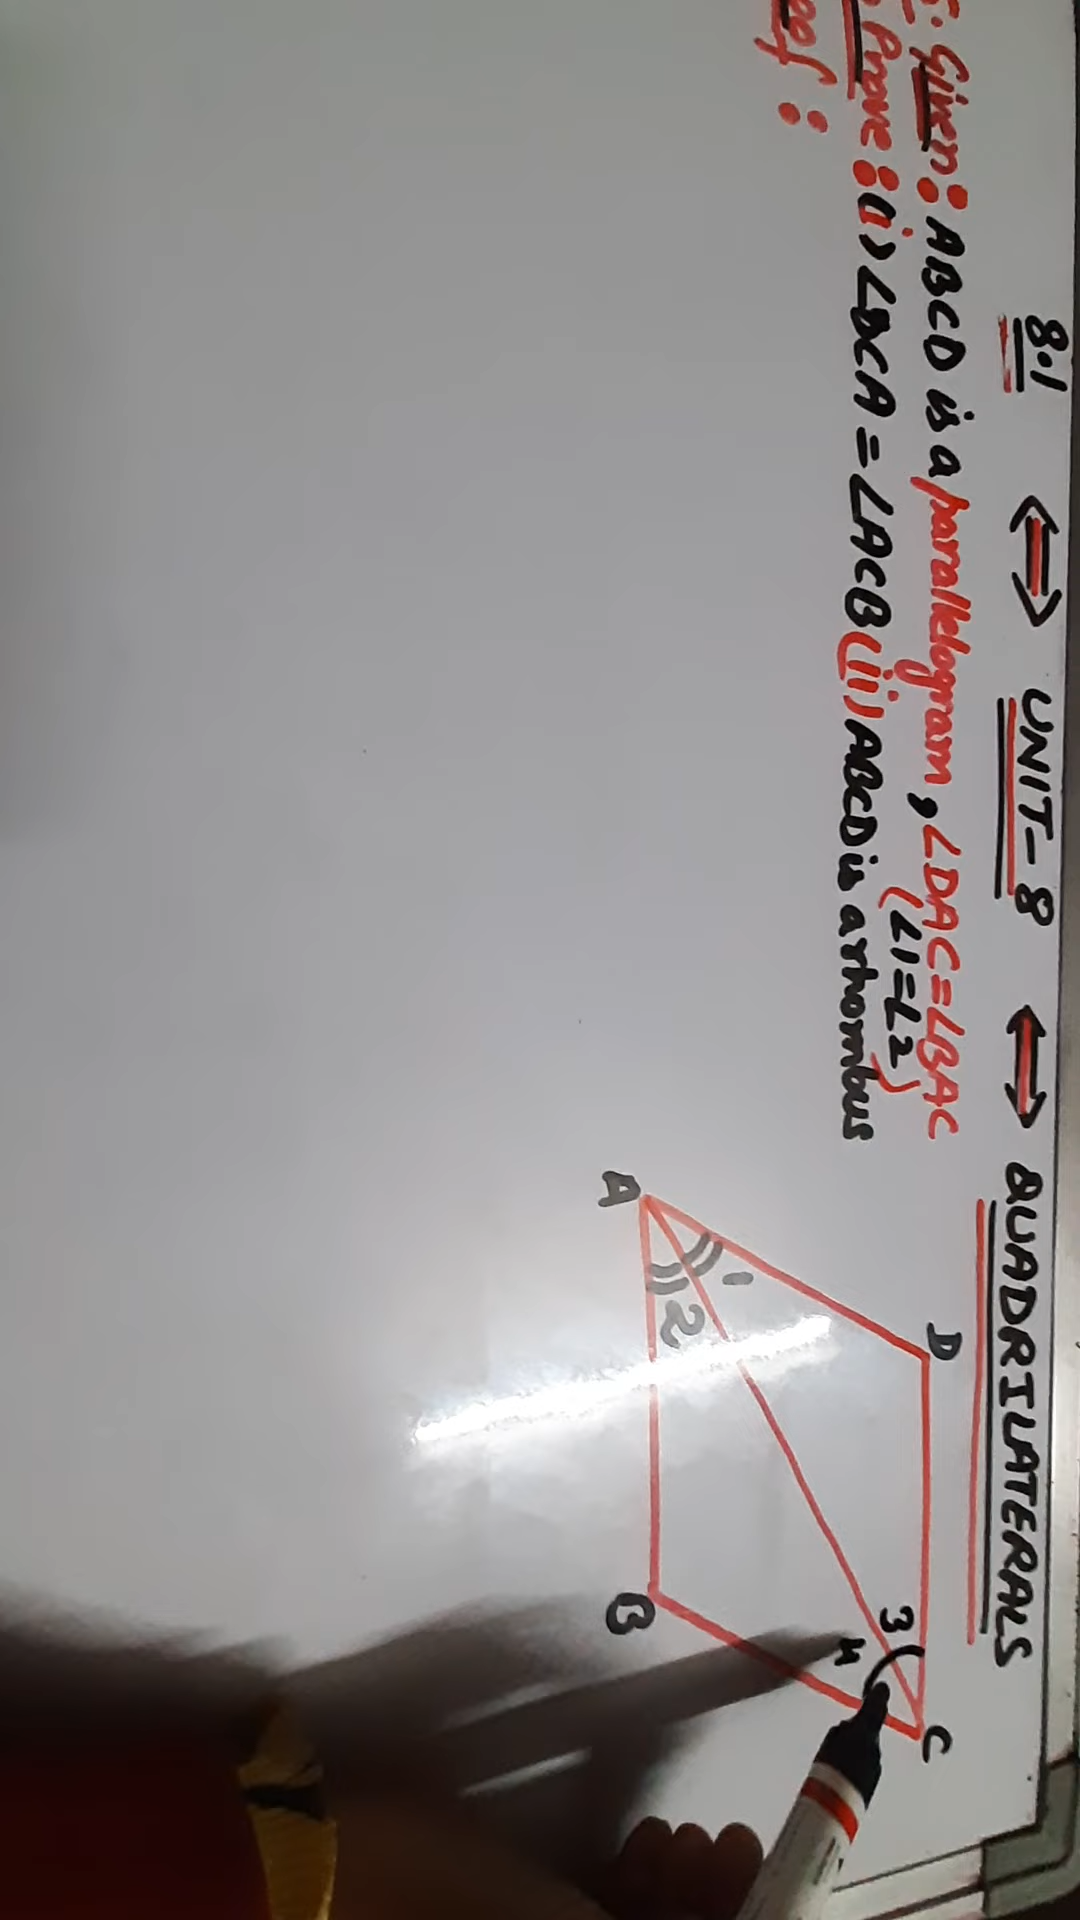 8.1 ⟺ UNIT-8 ⟺ QUADRILATERALS
Given: ABCD is a parallelogram, ∠DAC=∠BAC
(∠1=∠2)
Prove: (i) ∠DCA = ∠ACB (ii) ABCD is a rhombus
D
C
3
4
1
2
A
B